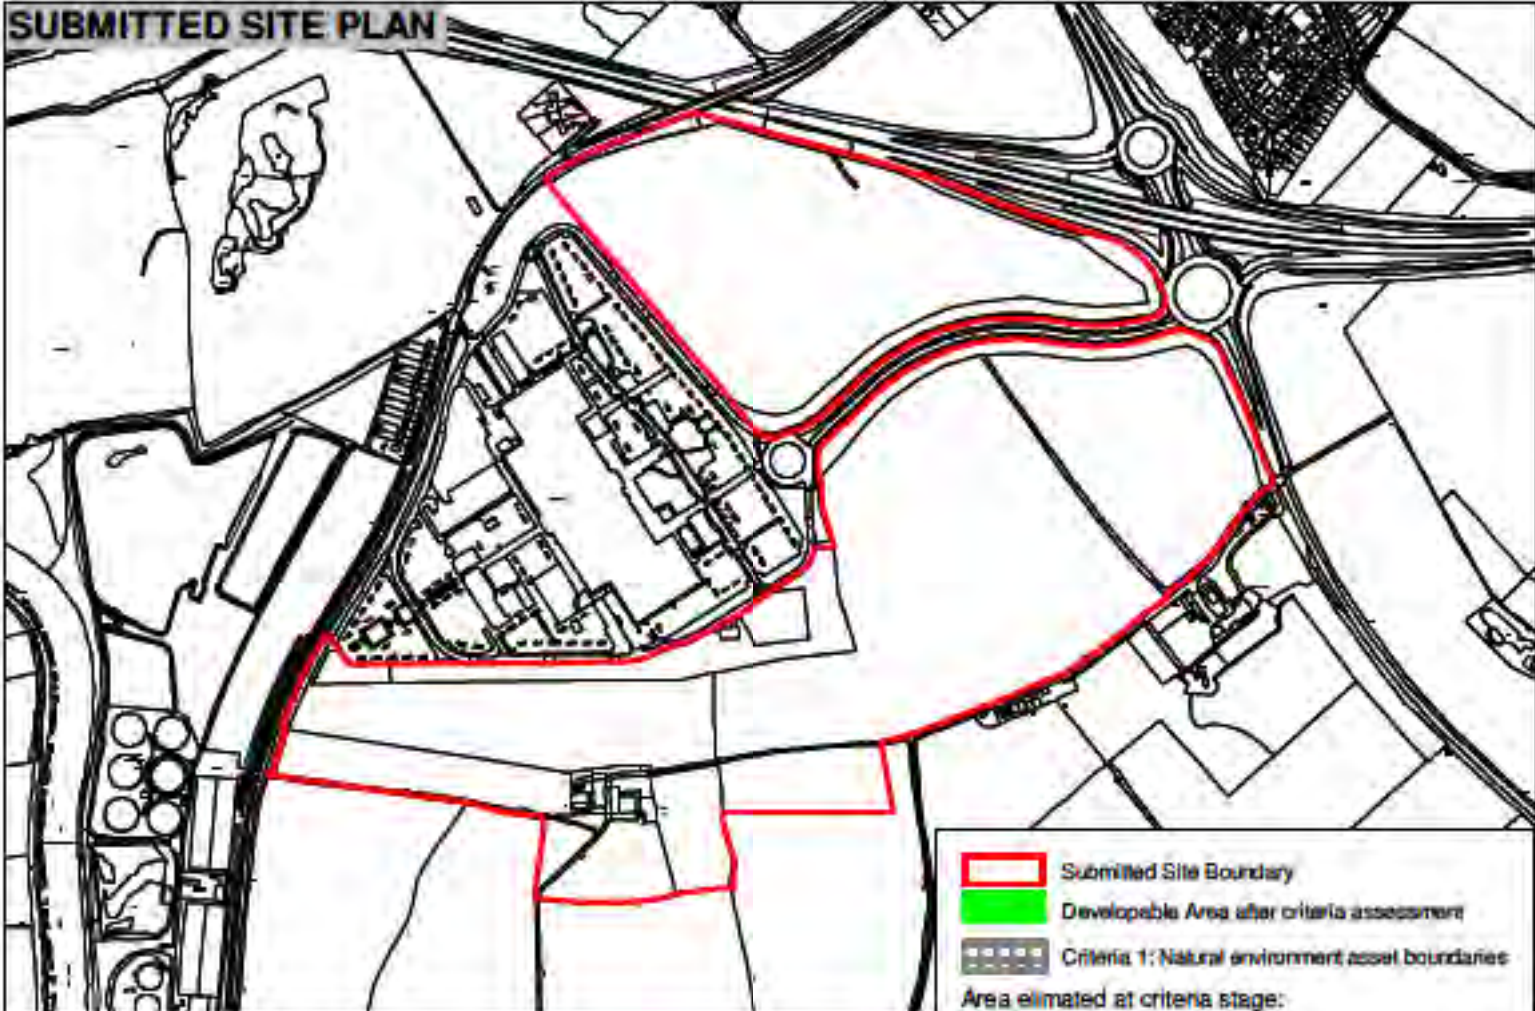 SUBMITTED SITE PLAN
Submitted Site Boundary
Developable Area after criteria assessment
Criteria 1: Natural environment asset boundaries
Area elimated at criteria stage: